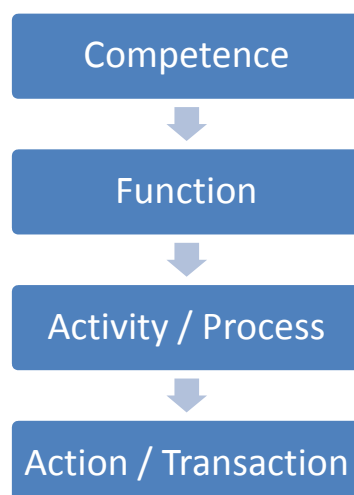 Competence
Function
Activity / Process
Action / Transaction